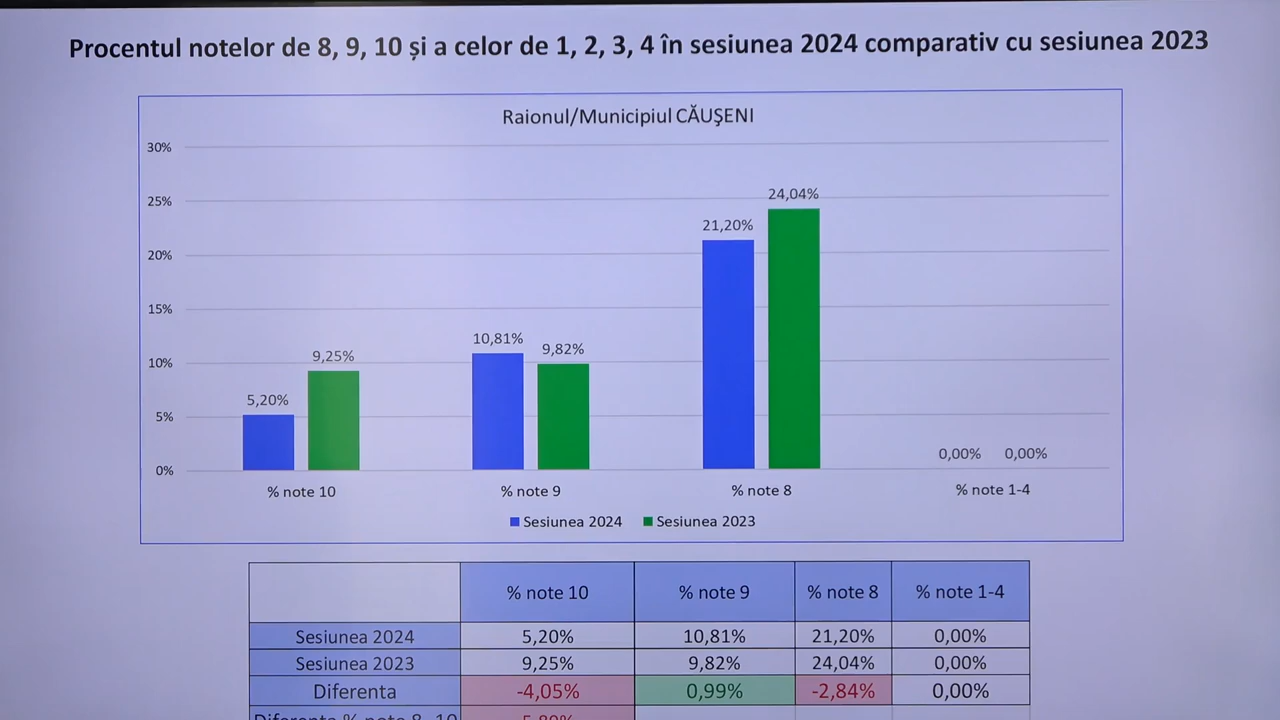 Procentul notelor de 8, 9, 10 și a celor de 1, 2, 3, 4 în sesiunea 2024 comparativ cu sesiunea 2023
Raionul/Municipiul CĂUŞENI
30%
25%
20%
15%
10%
5%
0%
5,20%
9,25%
10,81%
9,82%
21,20%
24,04%
0,00%
0,00%
% note 10
% note 9
% note 8
% note 1-4
Sesiunea 2024
Sesiunea 2023
% note 10 % note 9 % note 8 % note 1-4
Sesiunea 2024 5,20% 10,81% 21,20% 0,00%
Sesiunea 2023 9,25% 9,82% 24,04% 0,00%
Diferenta -4,05% 0,99% -2,84% 0,00%
Diferenta % note 8-10